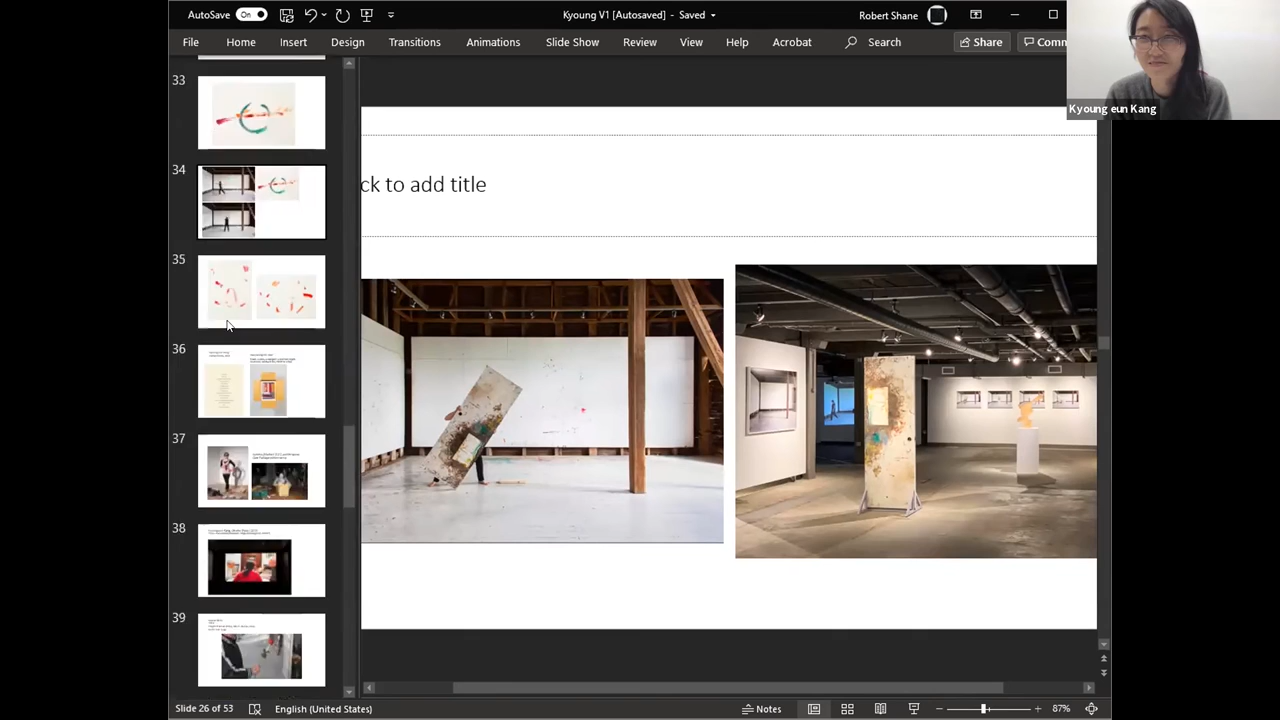 AutoSave On
Kyoung V1 [Autosaved] - Saved
Robert Shane
File Home Insert Design Transitions Animations Slide Show Review View Help Acrobat Search Share Comm
Kyoung eun Kang
33
34
ck to add title
35
36
37
38
39
Slide 26 of 53 English (United States) Notes 87%